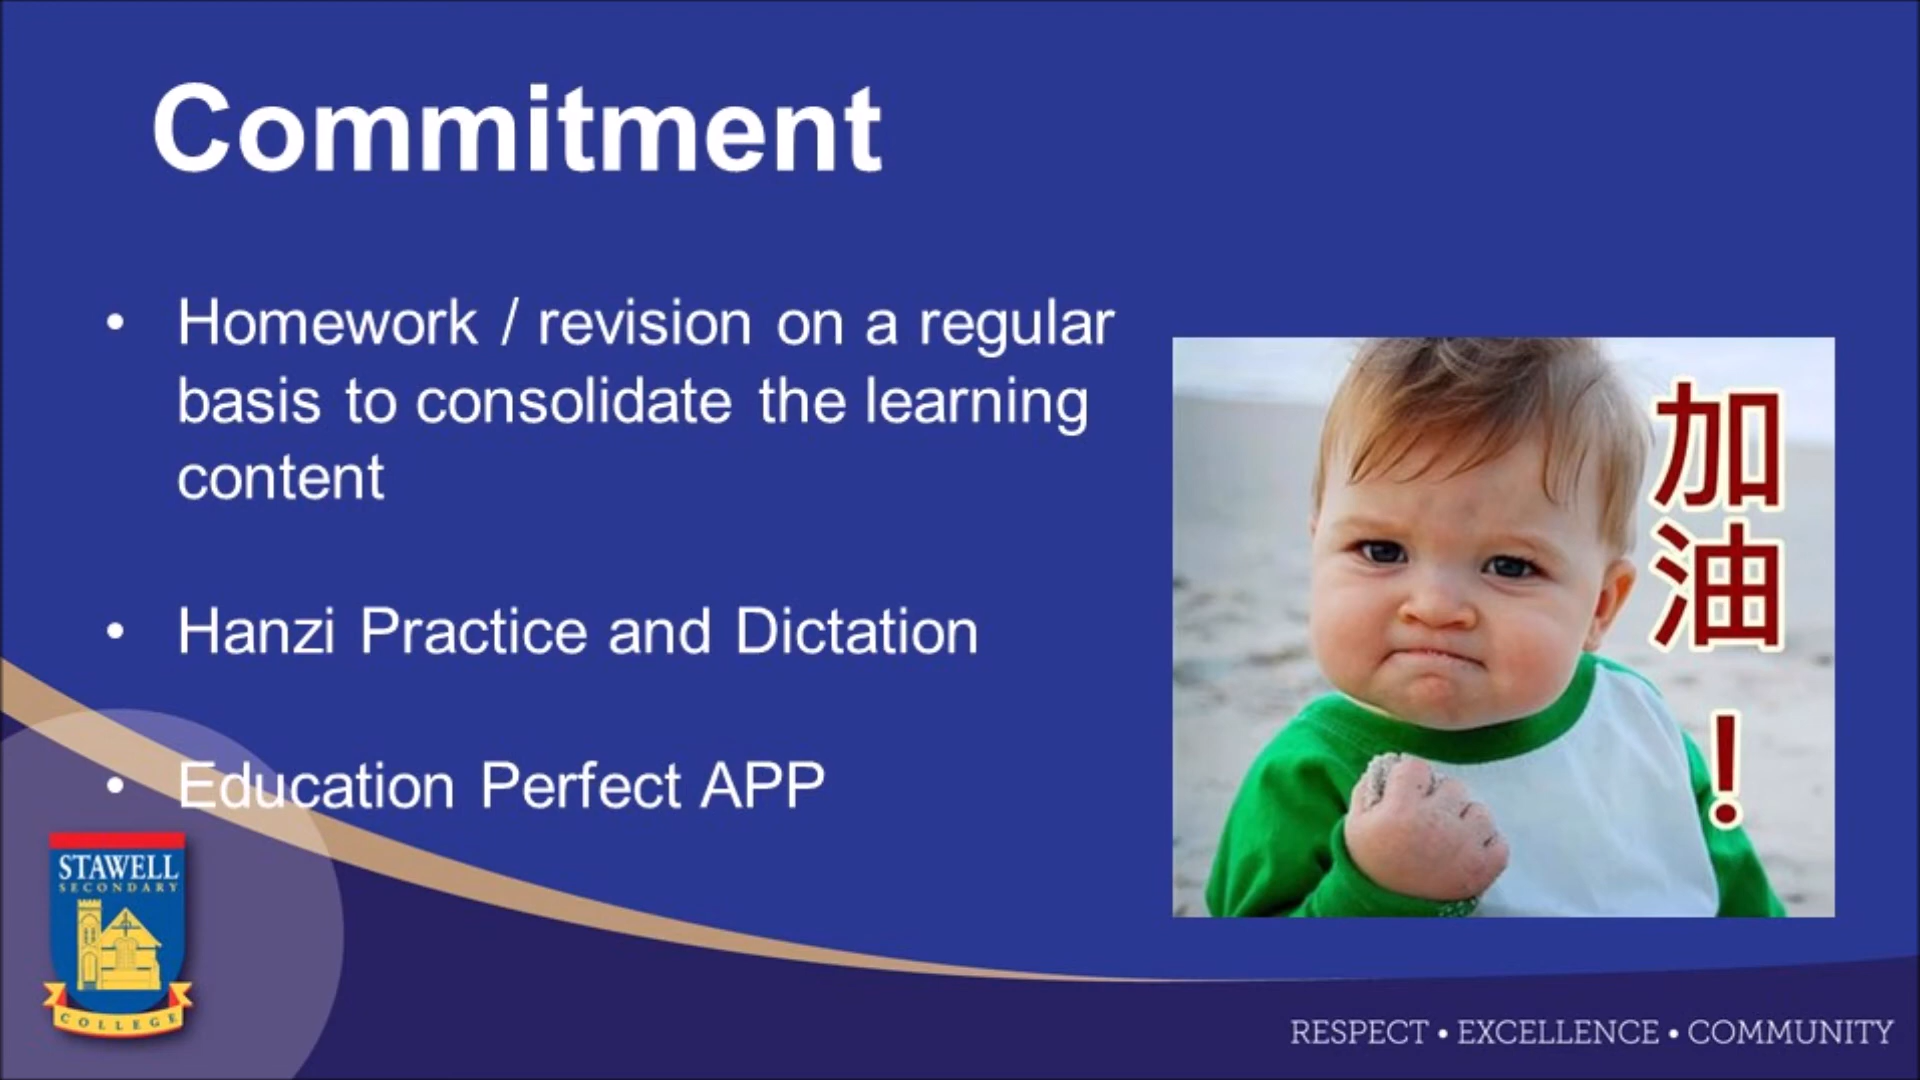 Commitment
• Homework / revision on a regular
basis to consolidate the learning
content
• Hanzi Practice and Dictation
• Education Perfect APP
加油！
STAWELL
SECONDARY
COLLEGE
RESPECT • EXCELLENCE • COMMUNITY